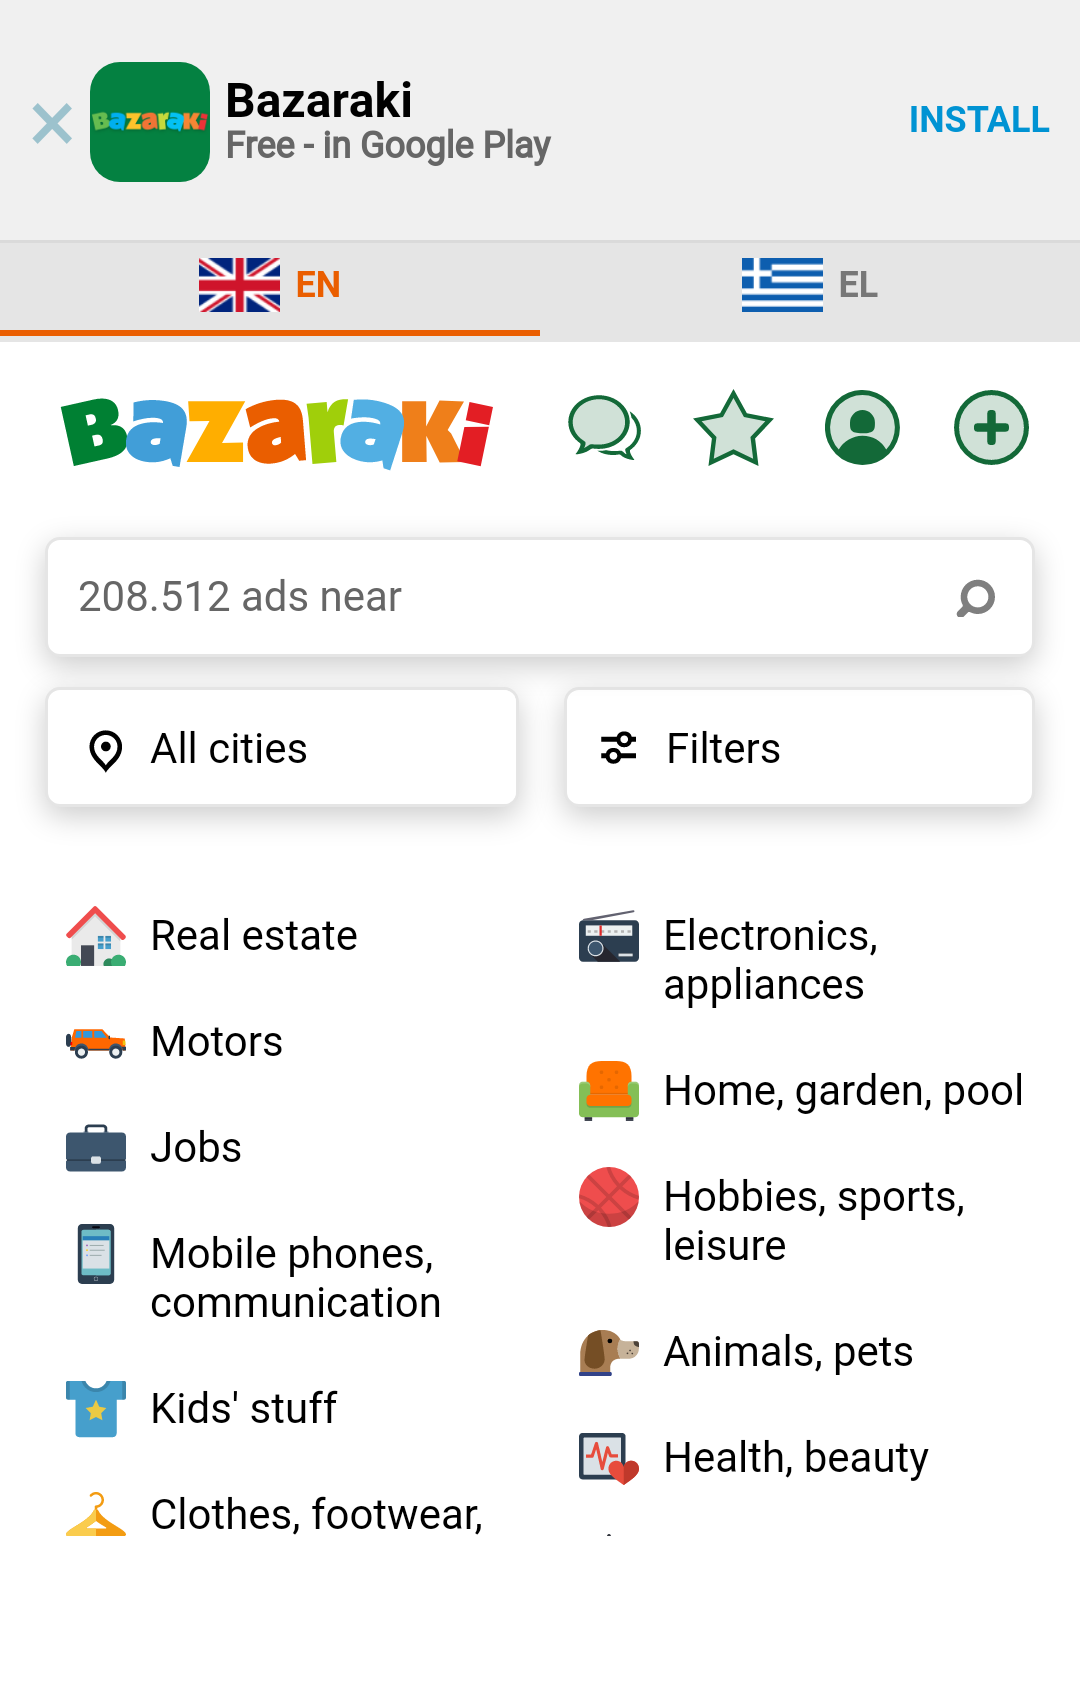 Bazaraki
Bazaraki
Free - in Google Play
INSTALL
EN
EL
Bazaraki
208.512 ads near
All cities
Filters
Real estate
Motors
Jobs
Mobile phones,
communication
Kids' stuff
Clothes, footwear,
Electronics,
appliances
Home, garden, pool
Hobbies, sports,
leisure
Animals, pets
Health, beauty